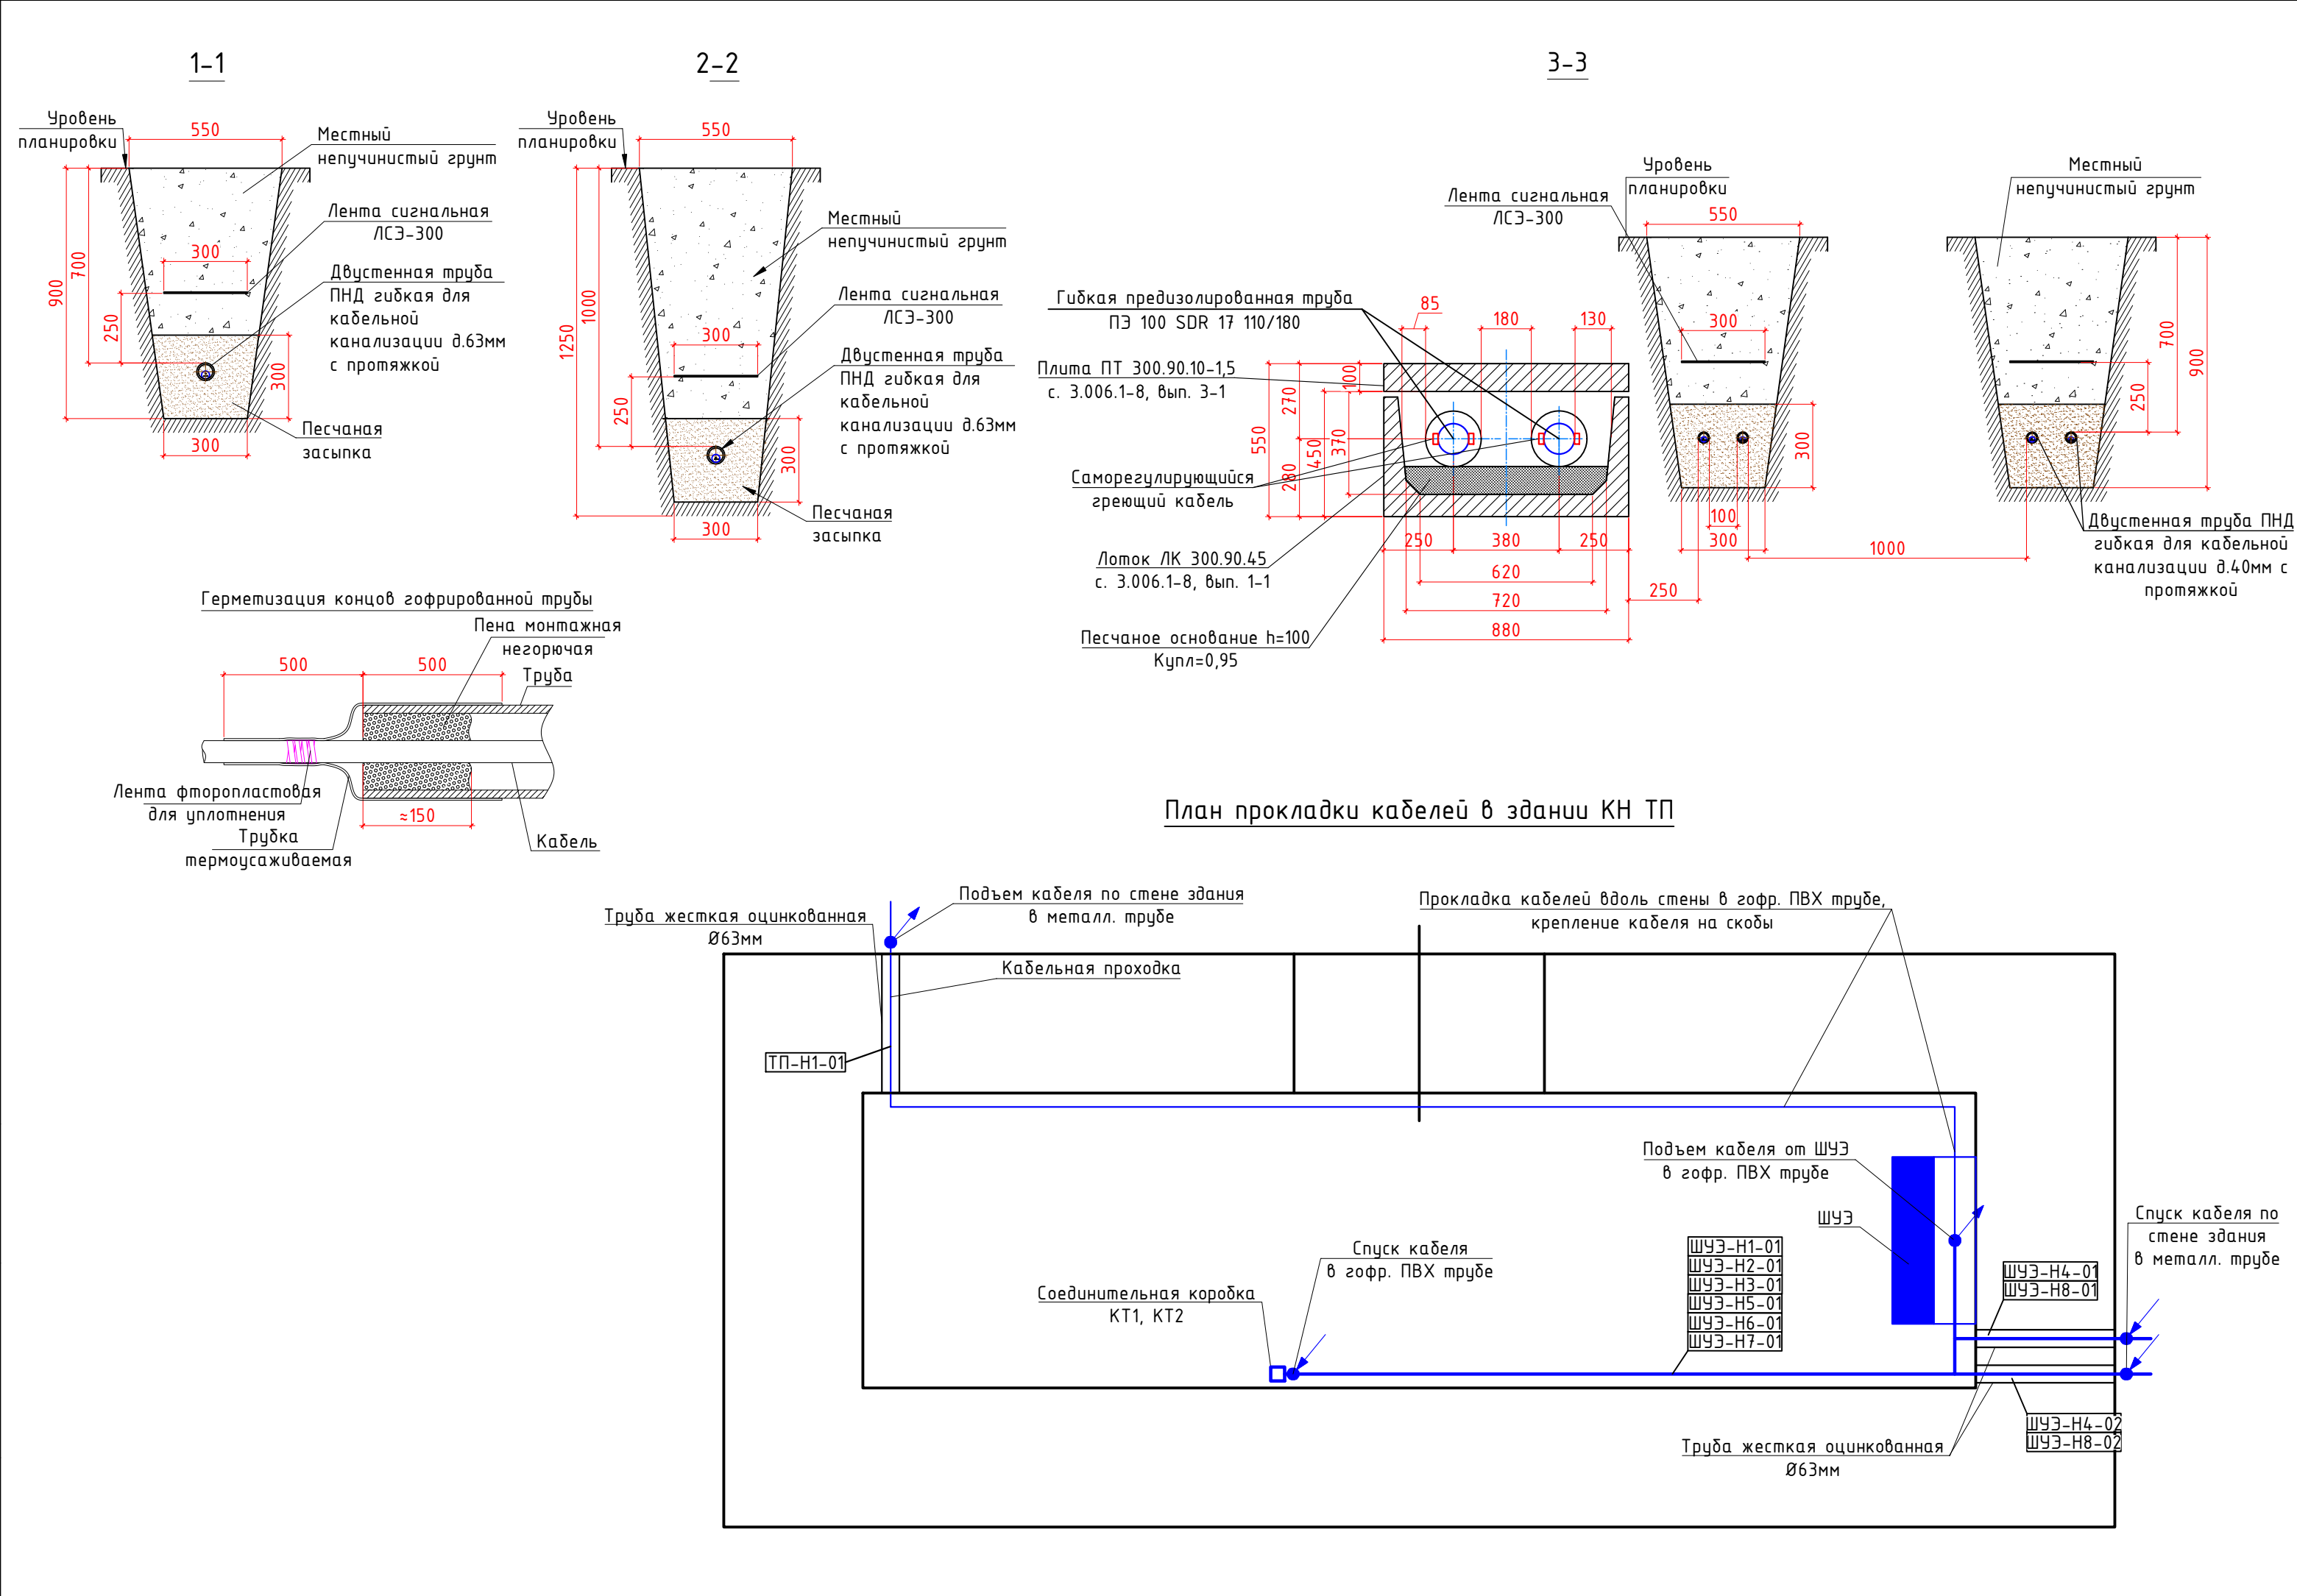 1-1
Уровень
планировки
550
Местный
непучинистый грунт
Лента сигнальная
ЛСЭ-300
300
900
700
250
Двустенная труба
ПНД гибкая для
кабельной
канализации д.63мм
с протяжкой
300
Песчаная
засыпка
300
2-2
Уровень
планировки
550
Местный
непучинистый грунт
1250
1000
Лента сигнальная
ЛСЭ-300
300
250
Двустенная труба
ПНД гибкая для
кабельной
канализации д.63мм
с протяжкой
300
Песчаная
засыпка
300
3-3
Гибкая предизолированная труба
ПЭ 100 SDR 17 110/180
85
180
130
Плита ПТ 300.90.10-1,5
с. 3.006.1-8, вып. 3-1
100
270
550
450
370
280
Саморегулирующийся
греющий кабель
Лоток ЛК 300.90.45
с. 3.006.1-8, вып. 1-1
250
380
250
620
720
880
Песчаное основание h=100
Купл=0,95
Уровень
планировки
Лента сигнальная
ЛСЭ-300
550
300
300
100
300
250
1000
Местный
непучинистый грунт
700
900
250
Двустенная труба ПНД
гибкая для кабельной
канализации д.40мм с
протяжкой
Герметизация концов гофрированной трубы
Пена монтажная
негорючая
500
500
Труба
Лента фторопластовая
для уплотнения
Трубка
термоусаживаемая
≈150
Кабель
План прокладки кабелей в здании КН ТП
Труба жесткая оцинкованная
Ø63мм
Подъем кабеля по стене здания
в металл. трубе
Прокладка кабелей вдоль стены в гофр. ПВХ трубе,
крепление кабеля на скобы
Кабельная проходка
ТП-Н1-01
Подъем кабеля от ШУЭ
в гофр. ПВХ трубе
ШУЭ
Спуск кабеля по
стене здания
в металл. трубе
Спуск кабеля
в гофр. ПВХ трубе
Соединительная коробка
КТ1, КТ2
ШУЭ-Н1-01
ШУЭ-Н2-01
ШУЭ-Н3-01
ШУЭ-Н5-01
ШУЭ-Н6-01
ШУЭ-Н7-01
ШУЭ-Н4-01
ШУЭ-Н8-01
ШУЭ-Н4-02
ШУЭ-Н8-02
Труба жесткая оцинкованная
Ø63мм